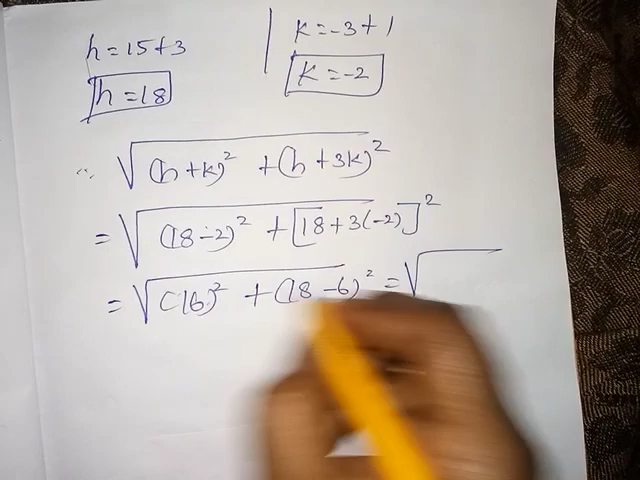 h = 15+3
h = 18
k = -3+1
k = -2
∴ √(h+k)² + (h+3k)²
= √(18-2)² + [18+3(-2)]²
= √(16)² + (18-6)² = √